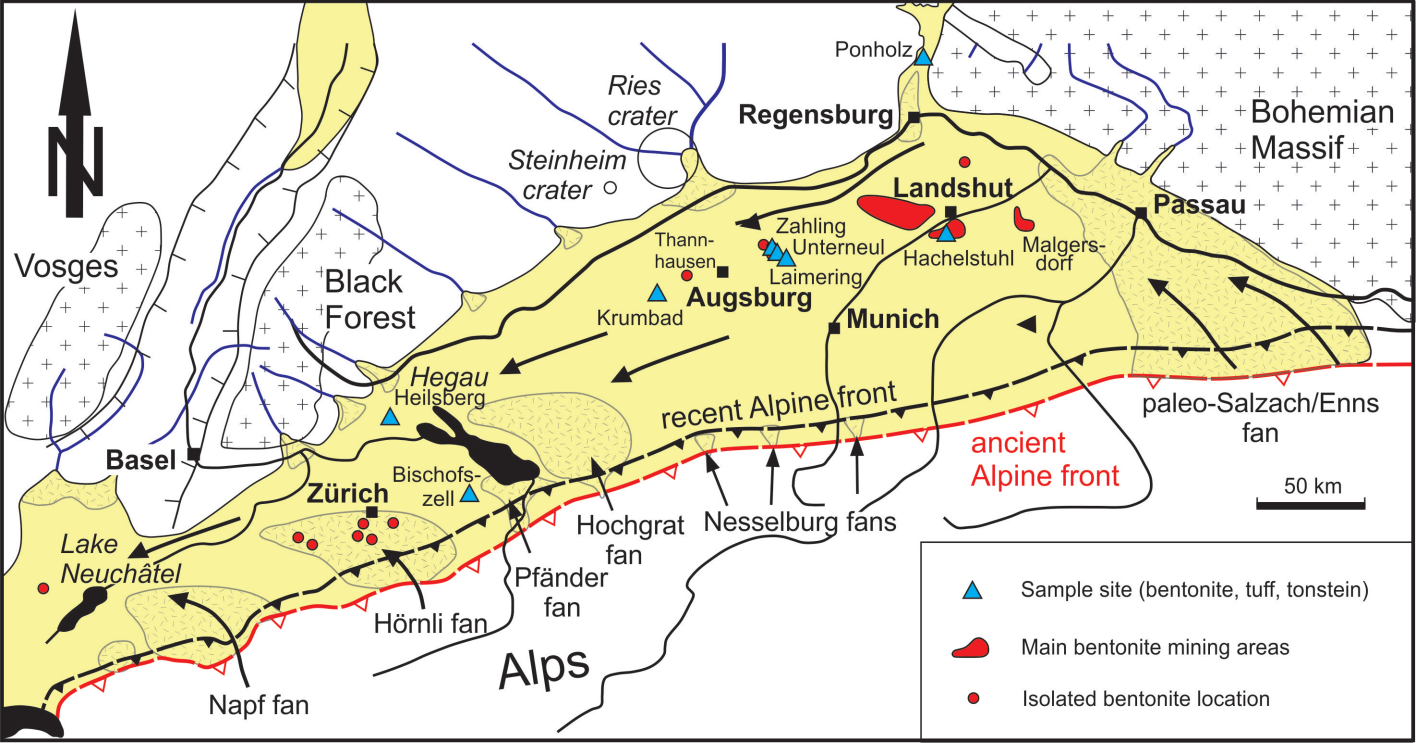 N
Ponholz
Ries
crater
Regensburg
Bohemian
Massif
Steinheim
crater
Landshut
Passau
Vosges
Zahling
Thann-
hausen
Unterneul
Malgers-
dorf
Hachelstuhl
Laimering
Black
Forest
Augsburg
Krumbad
Munich
Hegau
Heilsberg
recent Alpine front
paleo-Salzach/Enns
fan
ancient
Alpine front
Basel
Bischofs-
zell
Zürich
50 km
Hochgrat
fan
Nesselburg fans
Lake
Neuchâtel
Pfänder
fan
Hörnli fan
Alps
Napf fan
Sample site (bentonite, tuff, tonstein)
Main bentonite mining areas
Isolated bentonite location